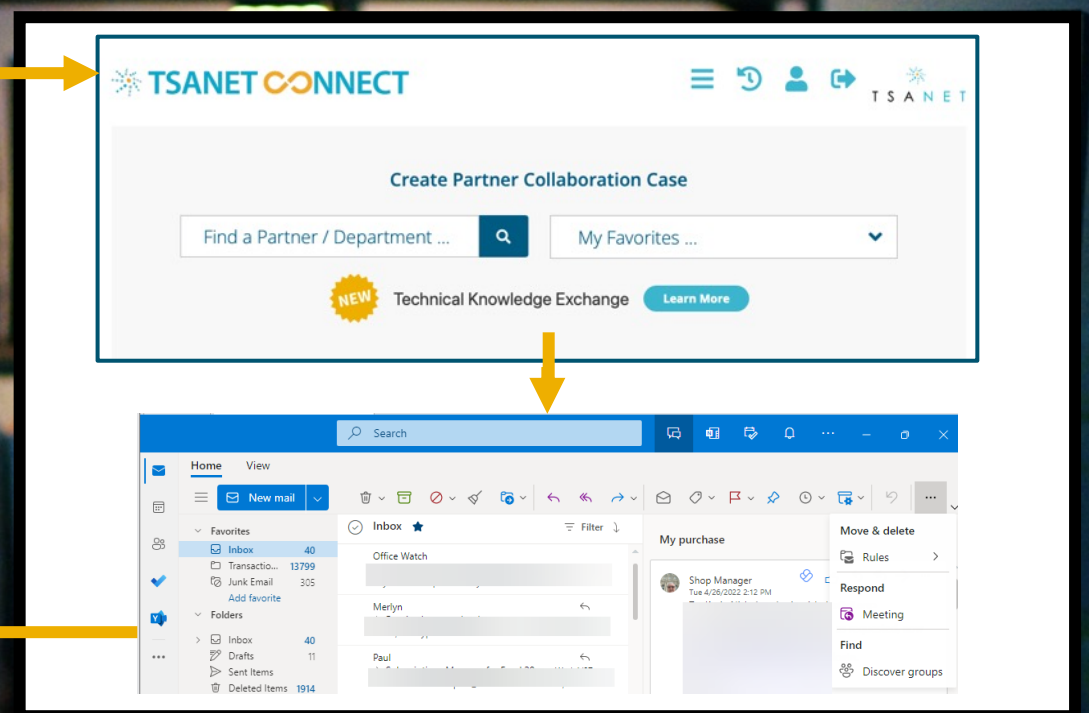 TSANET CONNECT
TSANET
Create Partner Collaboration Case
Find a Partner / Department ...
My Favorites ...
NEW
Technical Knowledge Exchange
Learn More
Search
Home View
New mail
Favorites
Inbox 40
Transactio... 13799
Junk Email 305
Add favorite
Folders
Inbox 40
Drafts 11
Sent Items
Deleted Items 1914
Inbox
Filter
Office Watch
Merlyn
Paul
My purchase
Shop Manager
Tue 4/26/2022 2:12 PM
Move & delete
Rules
Respond
Meeting
Find
Discover groups